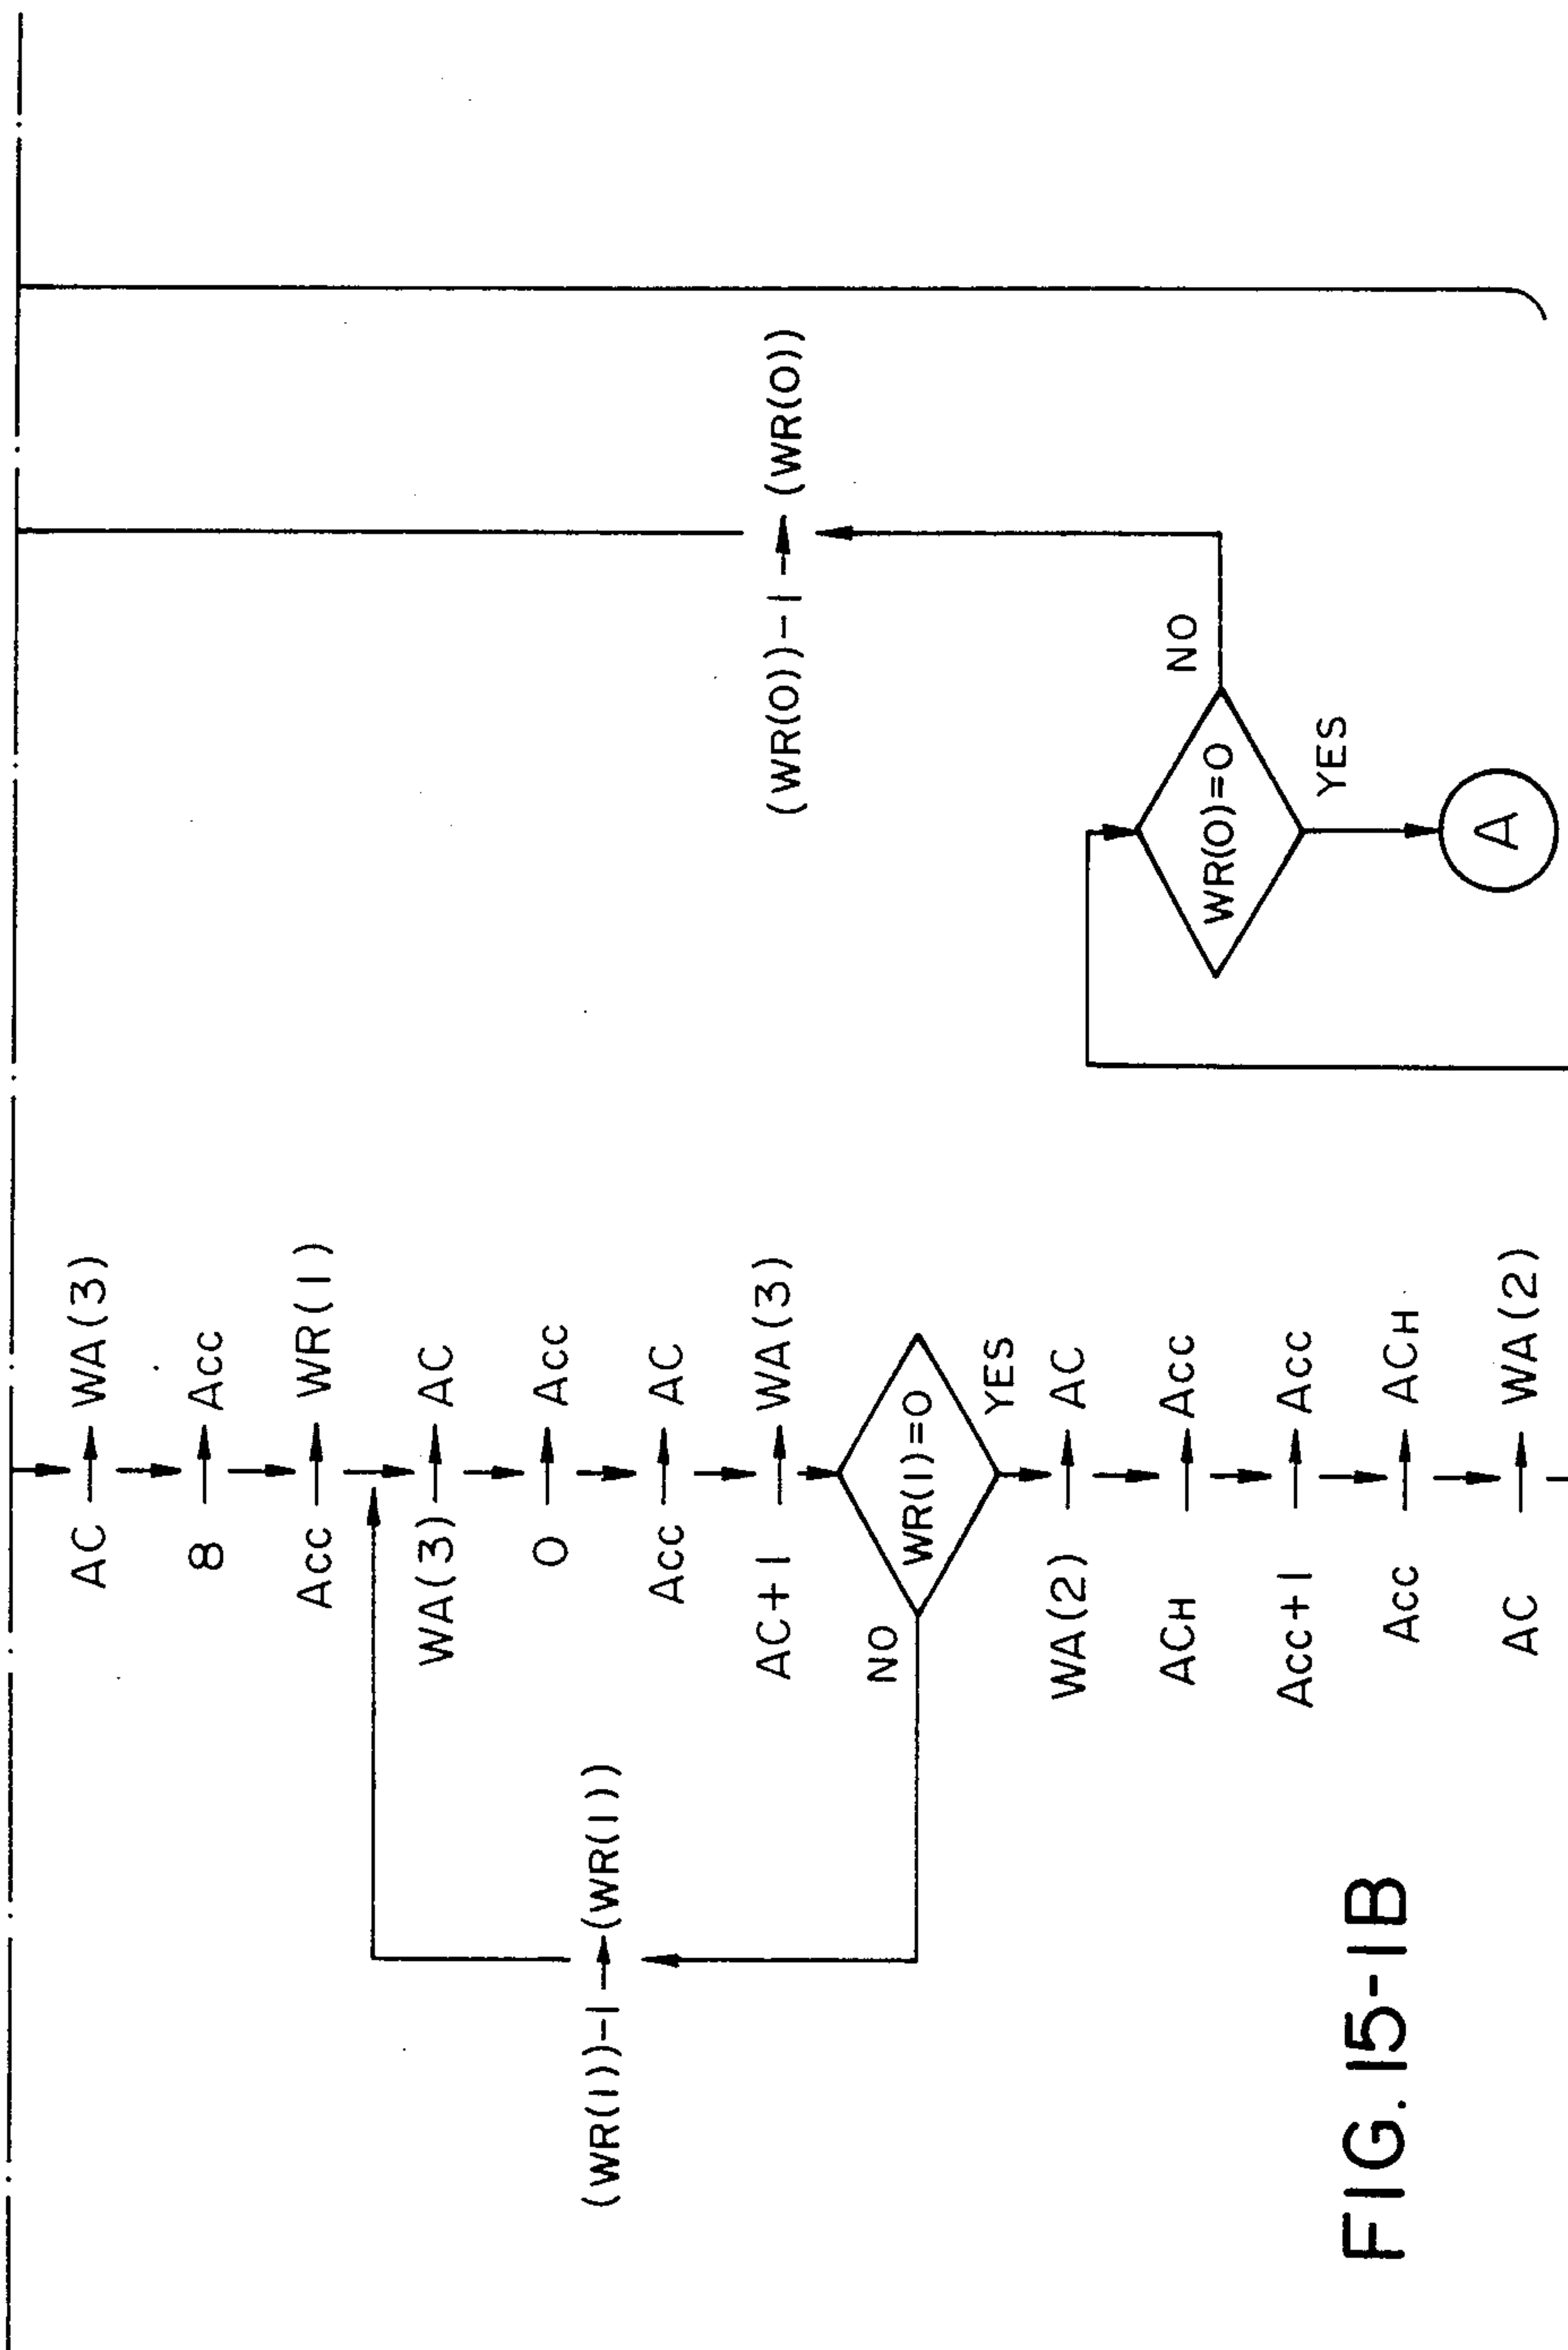 AC → WA(3)
8 → Acc
Acc → WR(1)
WA(3) → AC
0 → Acc
Acc → AC
AC+1 → WA(3)
WR(1)=0
NO
YES
(WR(1))-1→(WR(1))
WA(2) → AC
ACH → Acc
Acc+1 → Acc
Acc → ACH
AC → WA(2)
(WR(0))-1 → (WR(0))
WR(0)=0
NO
YES
A
FIG. 15-1B